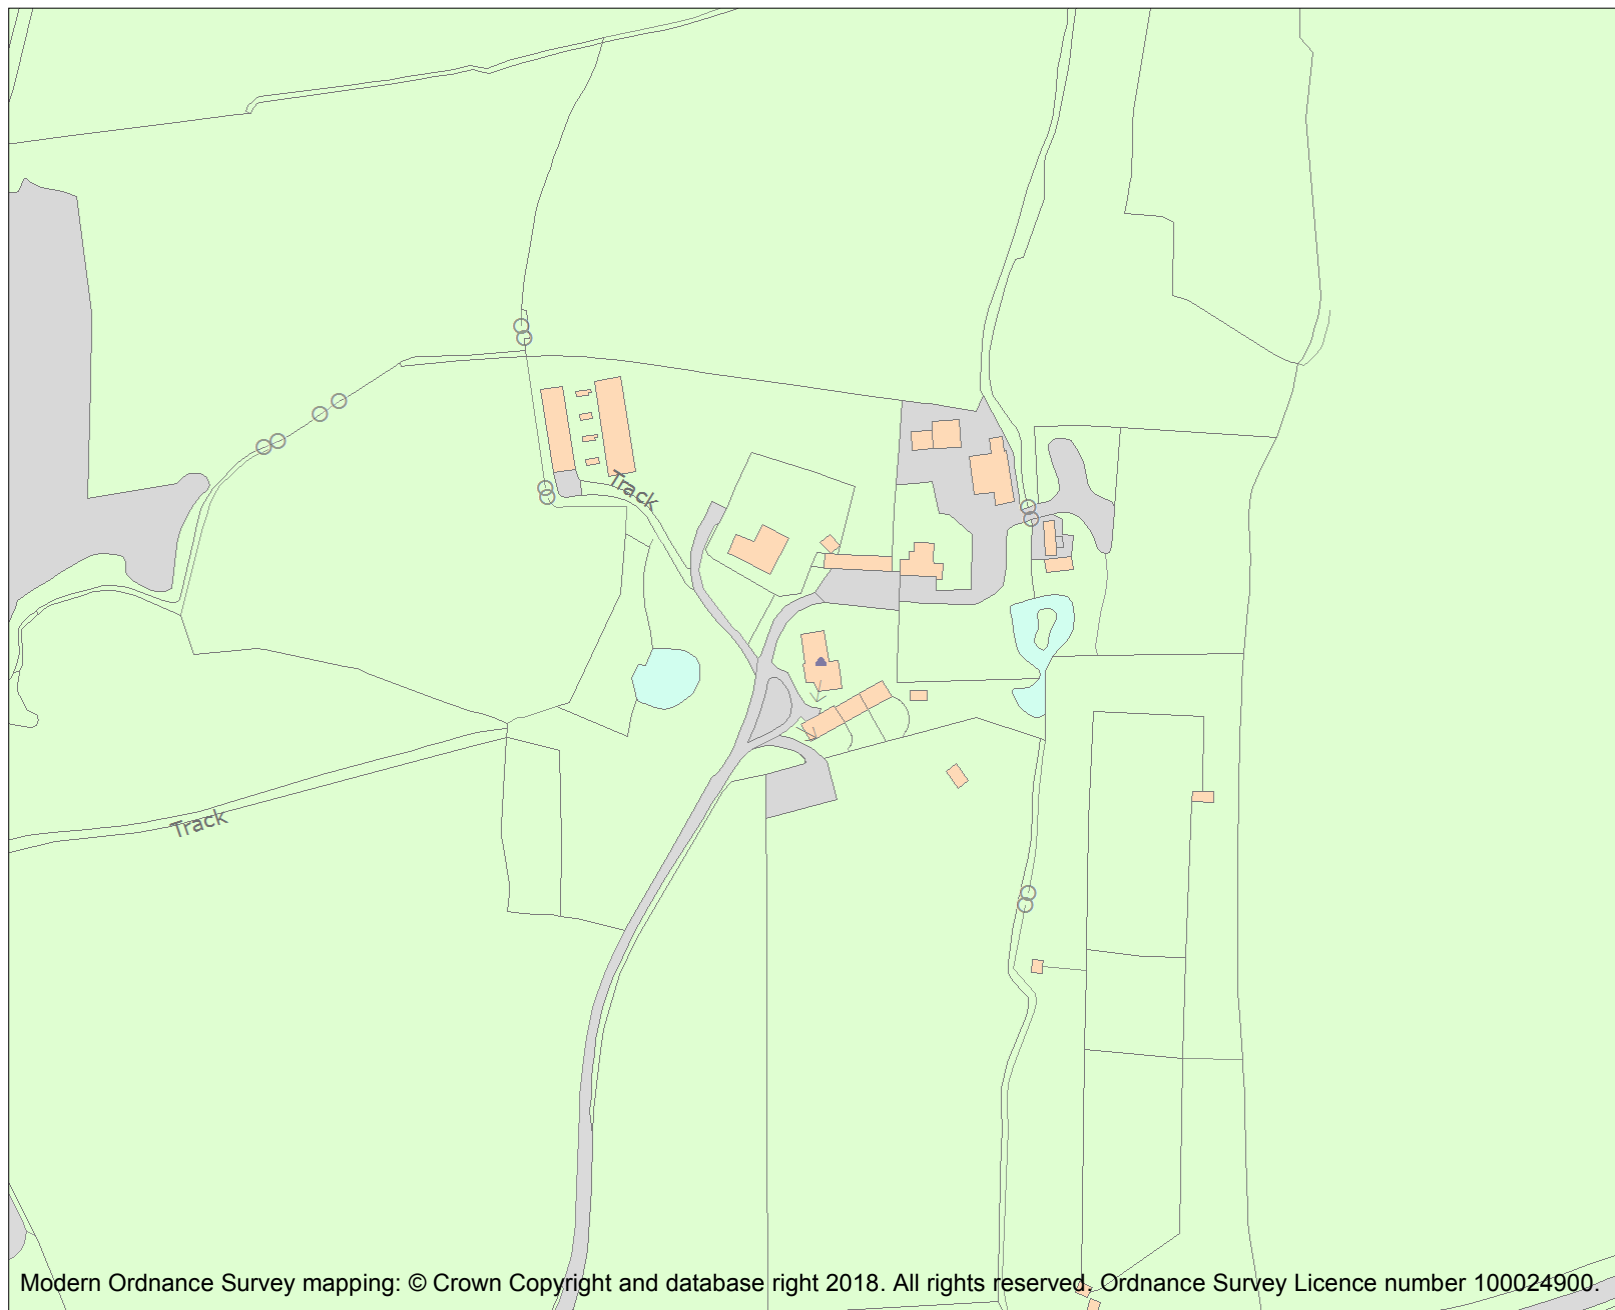 Track
Track
Modern Ordnance Survey mapping: © Crown Copyright and database right 2018. All rights reserved. Ordnance Survey Licence number 100024900.